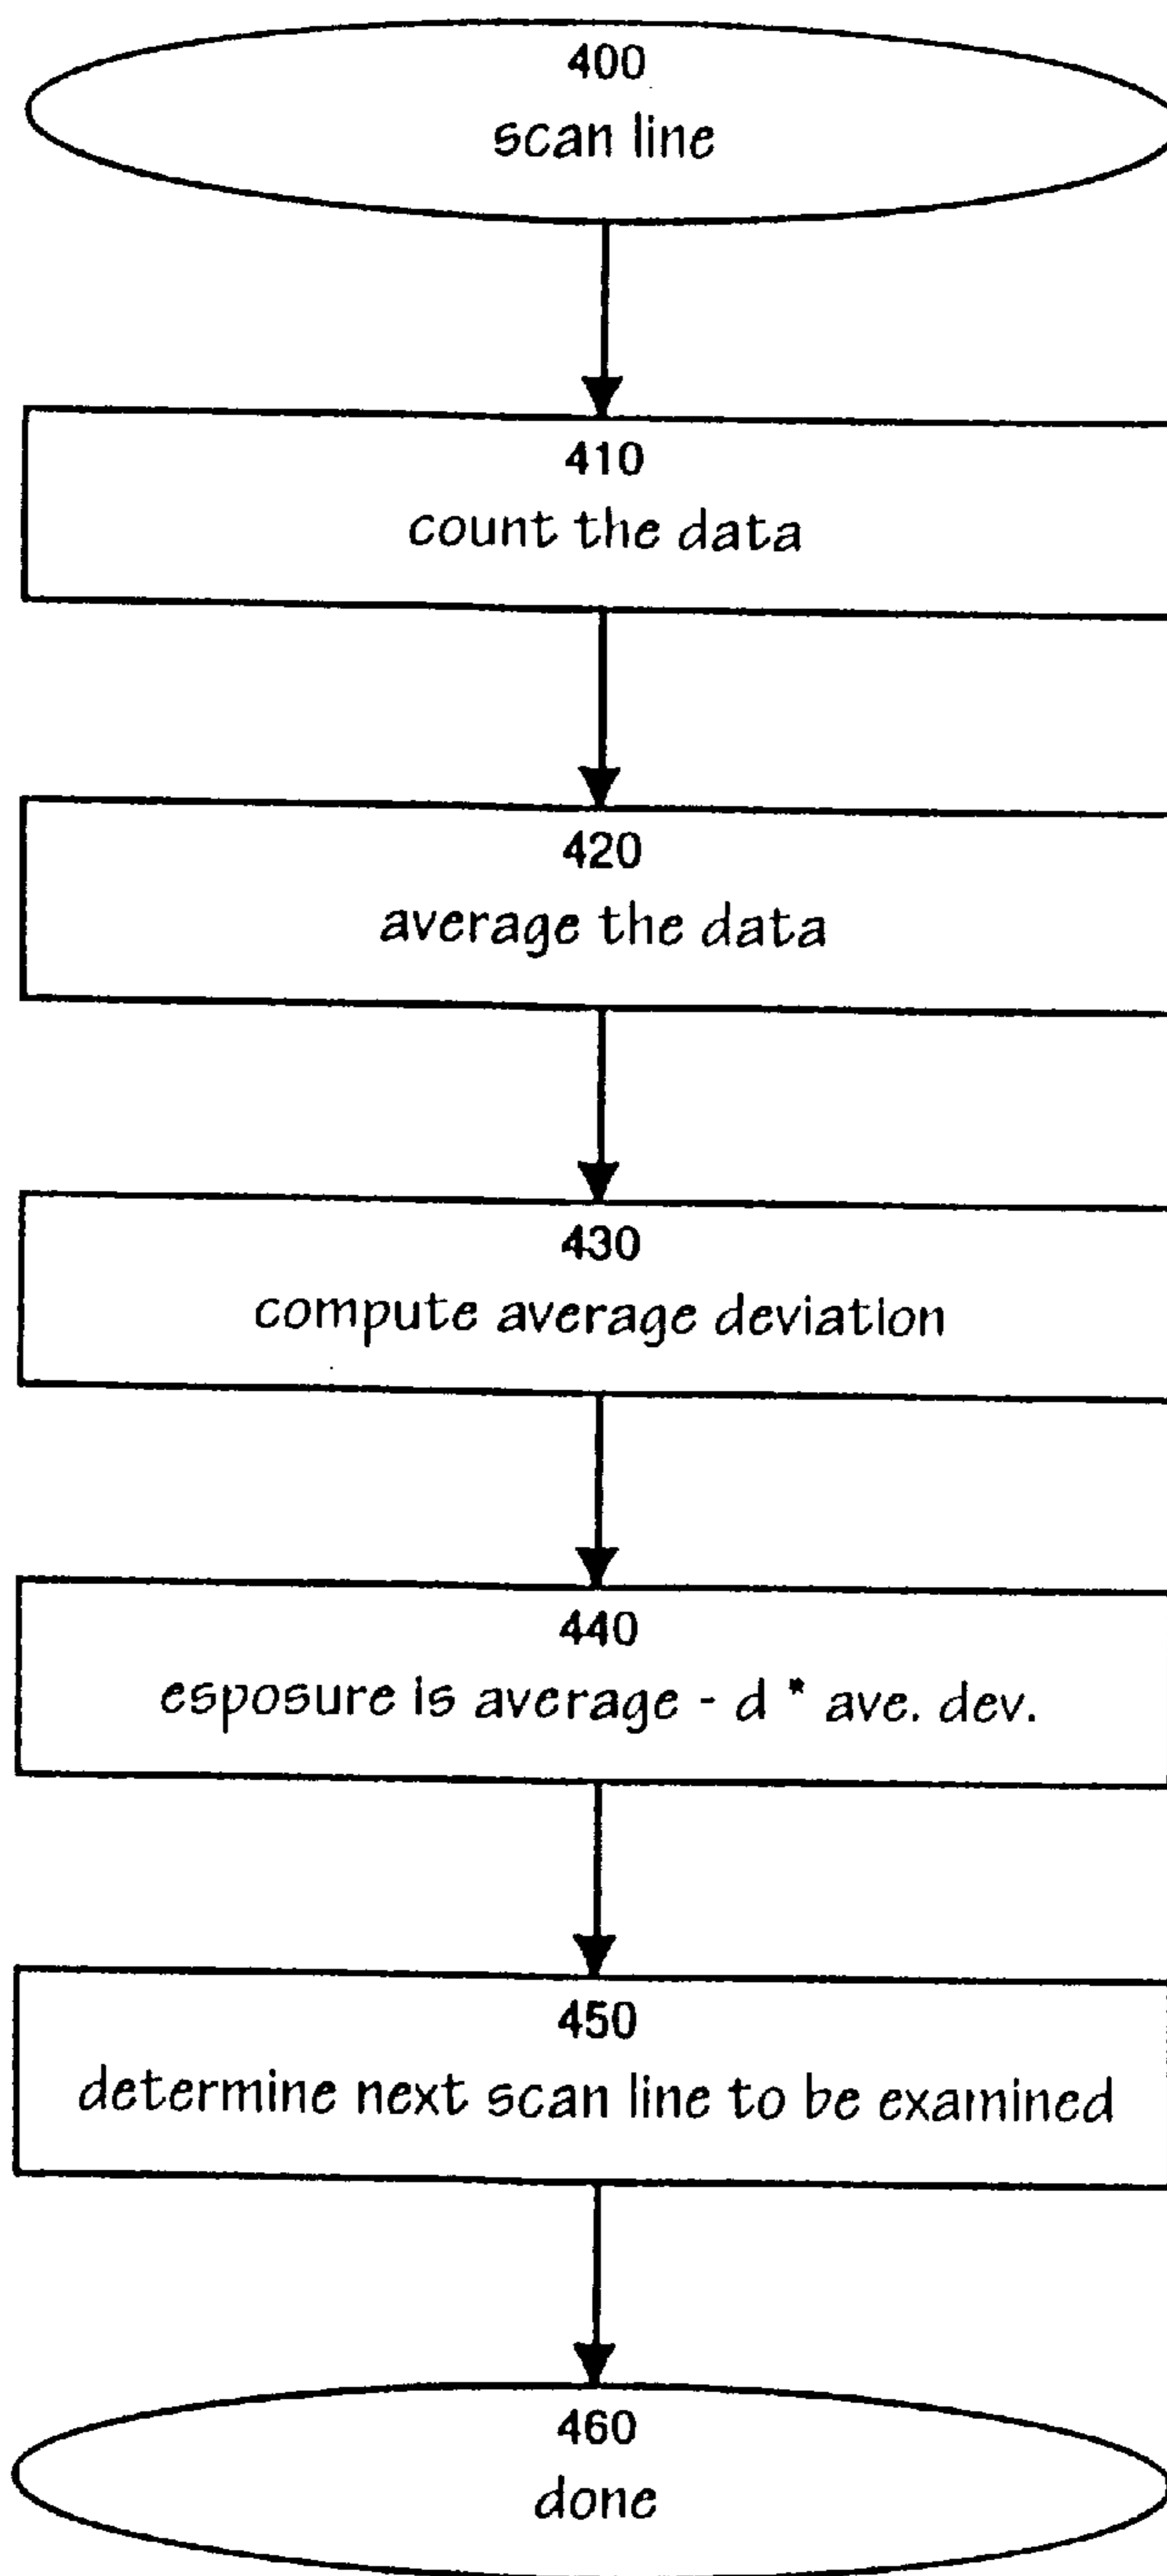 400
scan line
410
count the data
420
average the data
430
compute average deviation
440
esposure is average - d * ave. dev.
450
determine next scan line to be examined
460
done